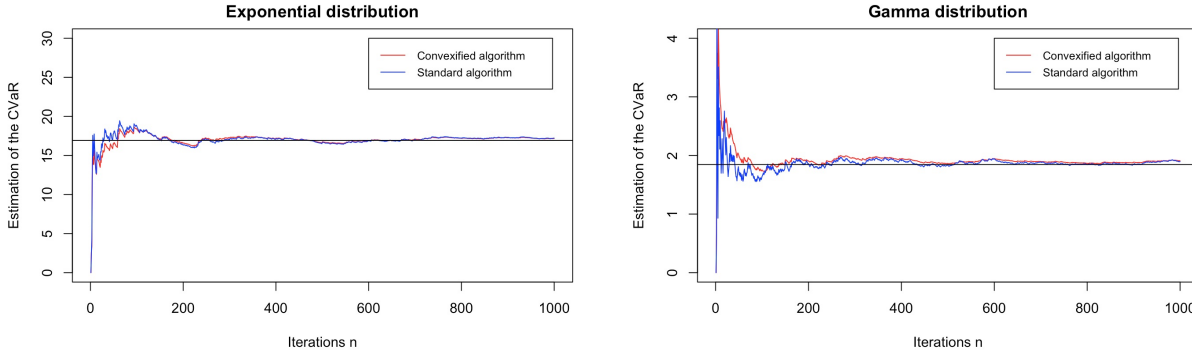 Exponential distribution
Estimation of the CVaR
30
25
20
15
10
5
0
Convexified algorithm
Standard algorithm
0 200 400 600 800 1000
Iterations n
Gamma distribution
Estimation of the CVaR
4
3
2
1
0
Convexified algorithm
Standard algorithm
0 200 400 600 800 1000
Iterations n